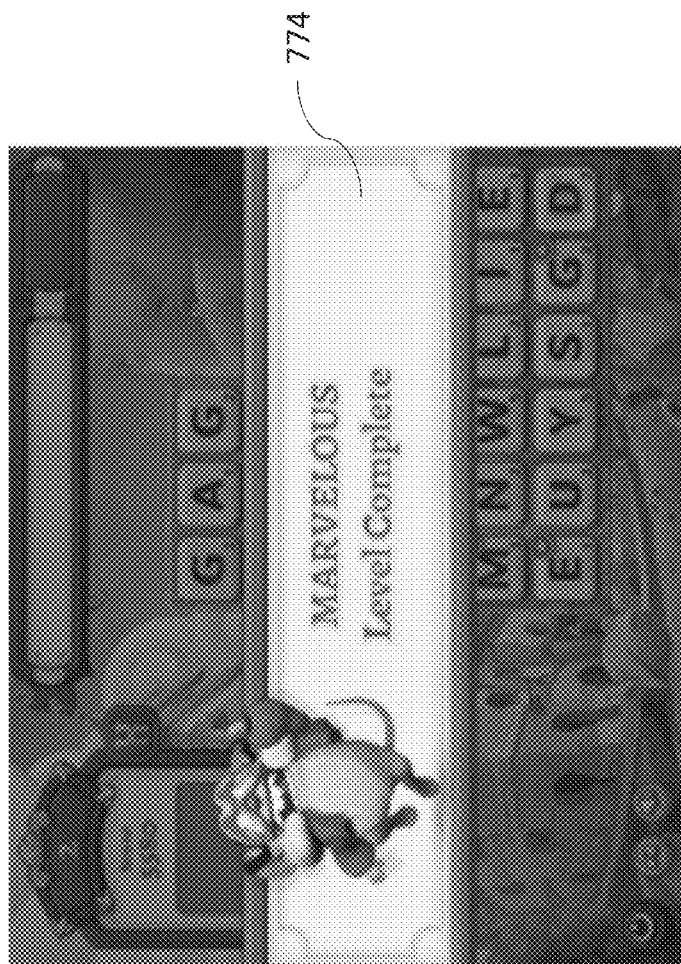 774
G A G
MARVELOUS
Level Complete
M N W L I E
E U Y S G D